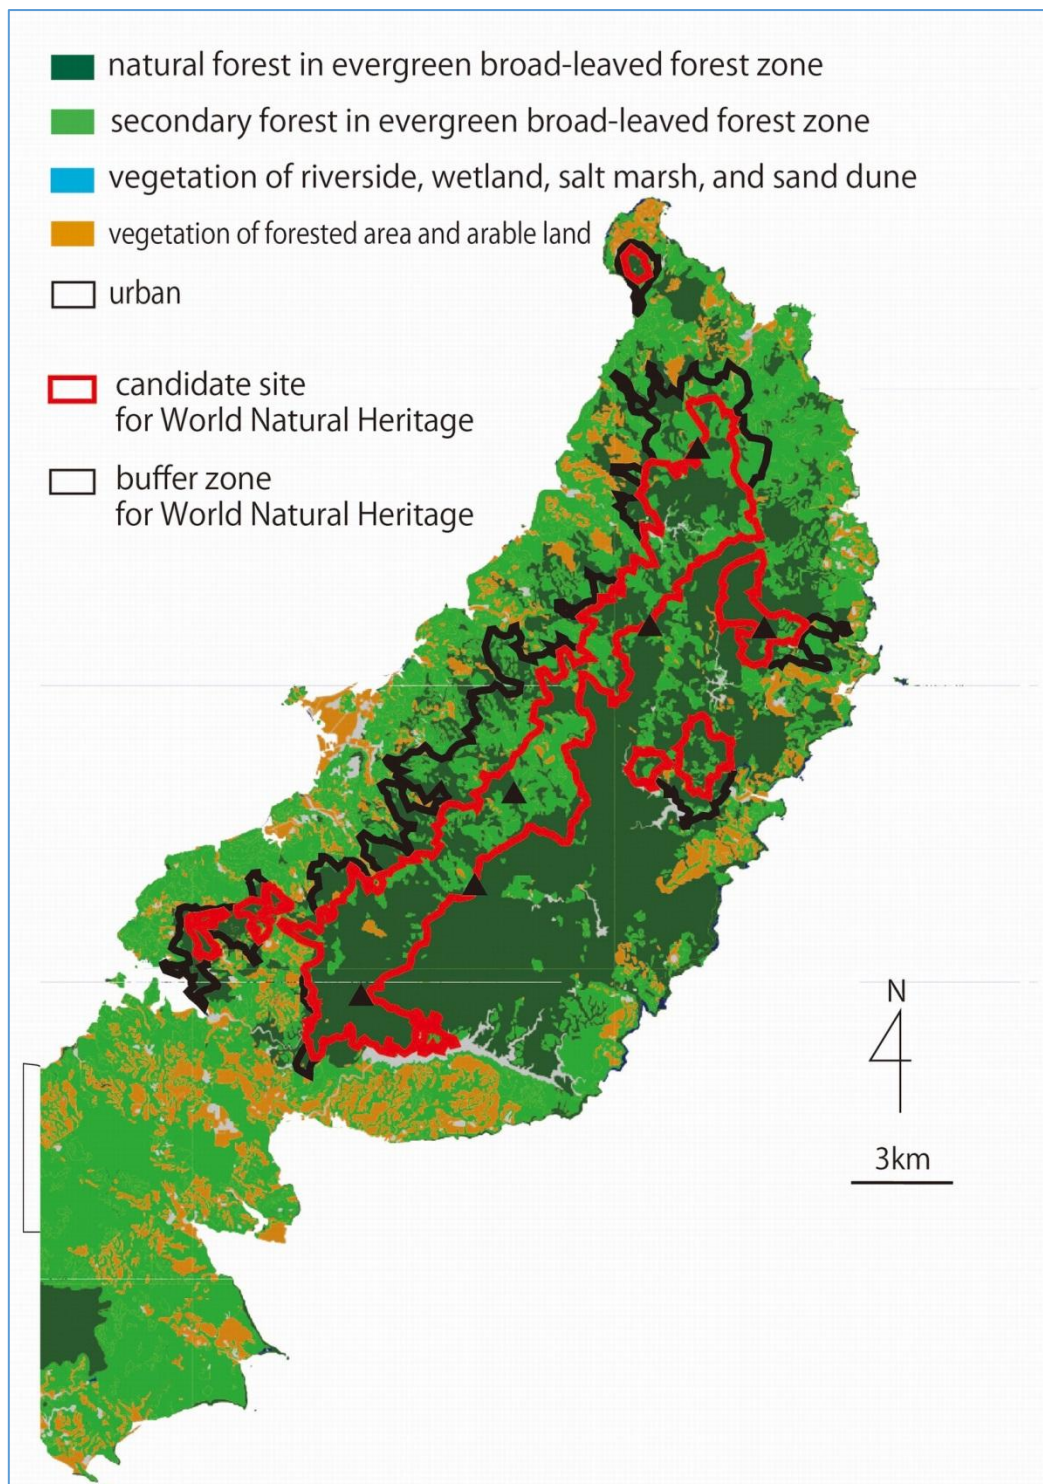 natural forest in evergreen broad-leaved forest zone
secondary forest in evergreen broad-leaved forest zone
vegetation of riverside, wetland, salt marsh, and sand dune
vegetation of forested area and arable land
urban
candidate site
for World Natural Heritage
buffer zone
for World Natural Heritage
N
3km